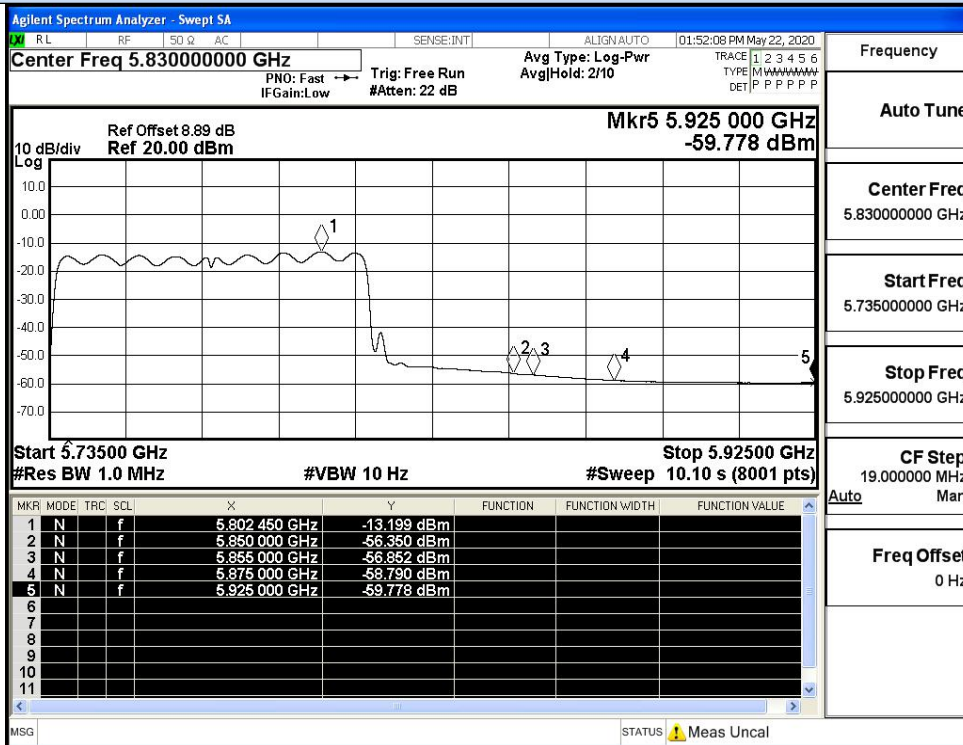 Agilent Spectrum Analyzer - Swept SA
LXI RL RF 50 Ω AC SENSE:INT ALIGNAUTO 01:52:08 PM May 22, 2020
Center Freq 5.830000000 GHz
PNO: Fast
IFGain:Low
Trig: Free Run
#Atten: 22 dB
Avg Type: Log-Pwr
Avg|Hold: 2/10
TRACE 1 2 3 4 5 6
TYPE M W W W W W
DET P P P P P P
Mkr5 5.925 000 GHz
-59.778 dBm
Ref Offset 8.89 dB
10 dB/div Ref 20.00 dBm
Log
10.0
0.00
-10.0
-20.0
-30.0
-40.0
-50.0
-60.0
-70.0
1
2
3
4
5
Start 5.73500 GHz Stop 5.92500 GHz
#Res BW 1.0 MHz #VBW 10 Hz #Sweep 10.10 s (8001 pts)
MKR MODE TRC SCL X Y FUNCTION FUNCTION WIDTH FUNCTION VALUE
1 N f 5.802 450 GHz -13.199 dBm
2 N f 5.850 000 GHz -56.350 dBm
3 N f 5.855 000 GHz -56.852 dBm
4 N f 5.875 000 GHz -58.790 dBm
5 N f 5.925 000 GHz -59.778 dBm
6
7
8
9
10
11
MSG STATUS Meas Uncal
Frequency
Auto Tune
Center Freq
5.830000000 GHz
Start Freq
5.735000000 GHz
Stop Freq
5.925000000 GHz
CF Step
19.000000 MHz
Auto Man
Freq Offset
0 Hz